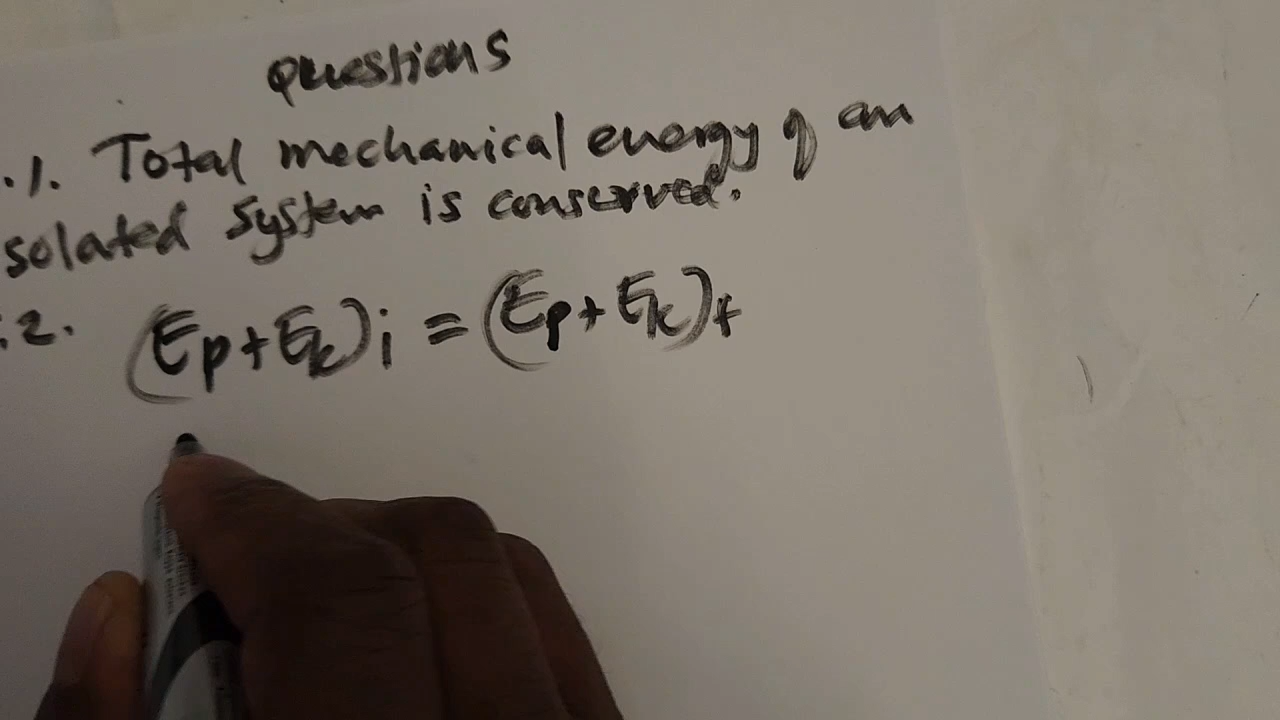 Questions
.1. Total mechanical energy of an
solated system is conserved.
.2. (Ep + Ek)i = (Ep + Ek)f